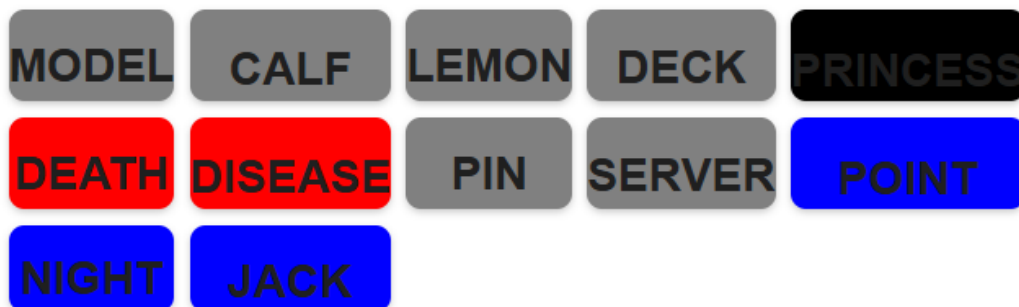 MODEL CALF LEMON DECK PRINCESS
DEATH DISEASE PIN SERVER POINT
NIGHT JACK